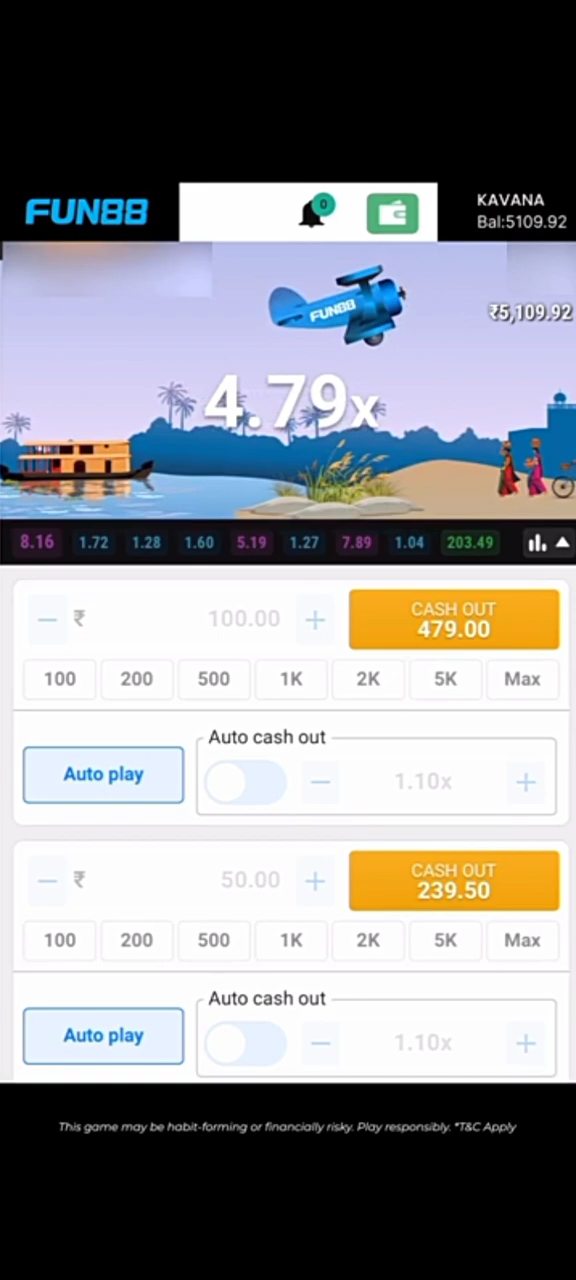 FUN88
0
KAVANA
Bal:5109.92
FUN88
₹5,109.92
4.79x
8.16 1.72 1.28 1.60 5.19 1.27 7.89 1.04 203.49
− ₹ 100.00 +
CASH OUT
479.00
100 200 500 1K 2K 5K Max
Auto cash out
Auto play
− 1.10x +
− ₹ 50.00 +
CASH OUT
239.50
100 200 500 1K 2K 5K Max
Auto cash out
Auto play
− 1.10x +
This game may be habit-forming or financially risky. Play responsibly. *T&C Apply